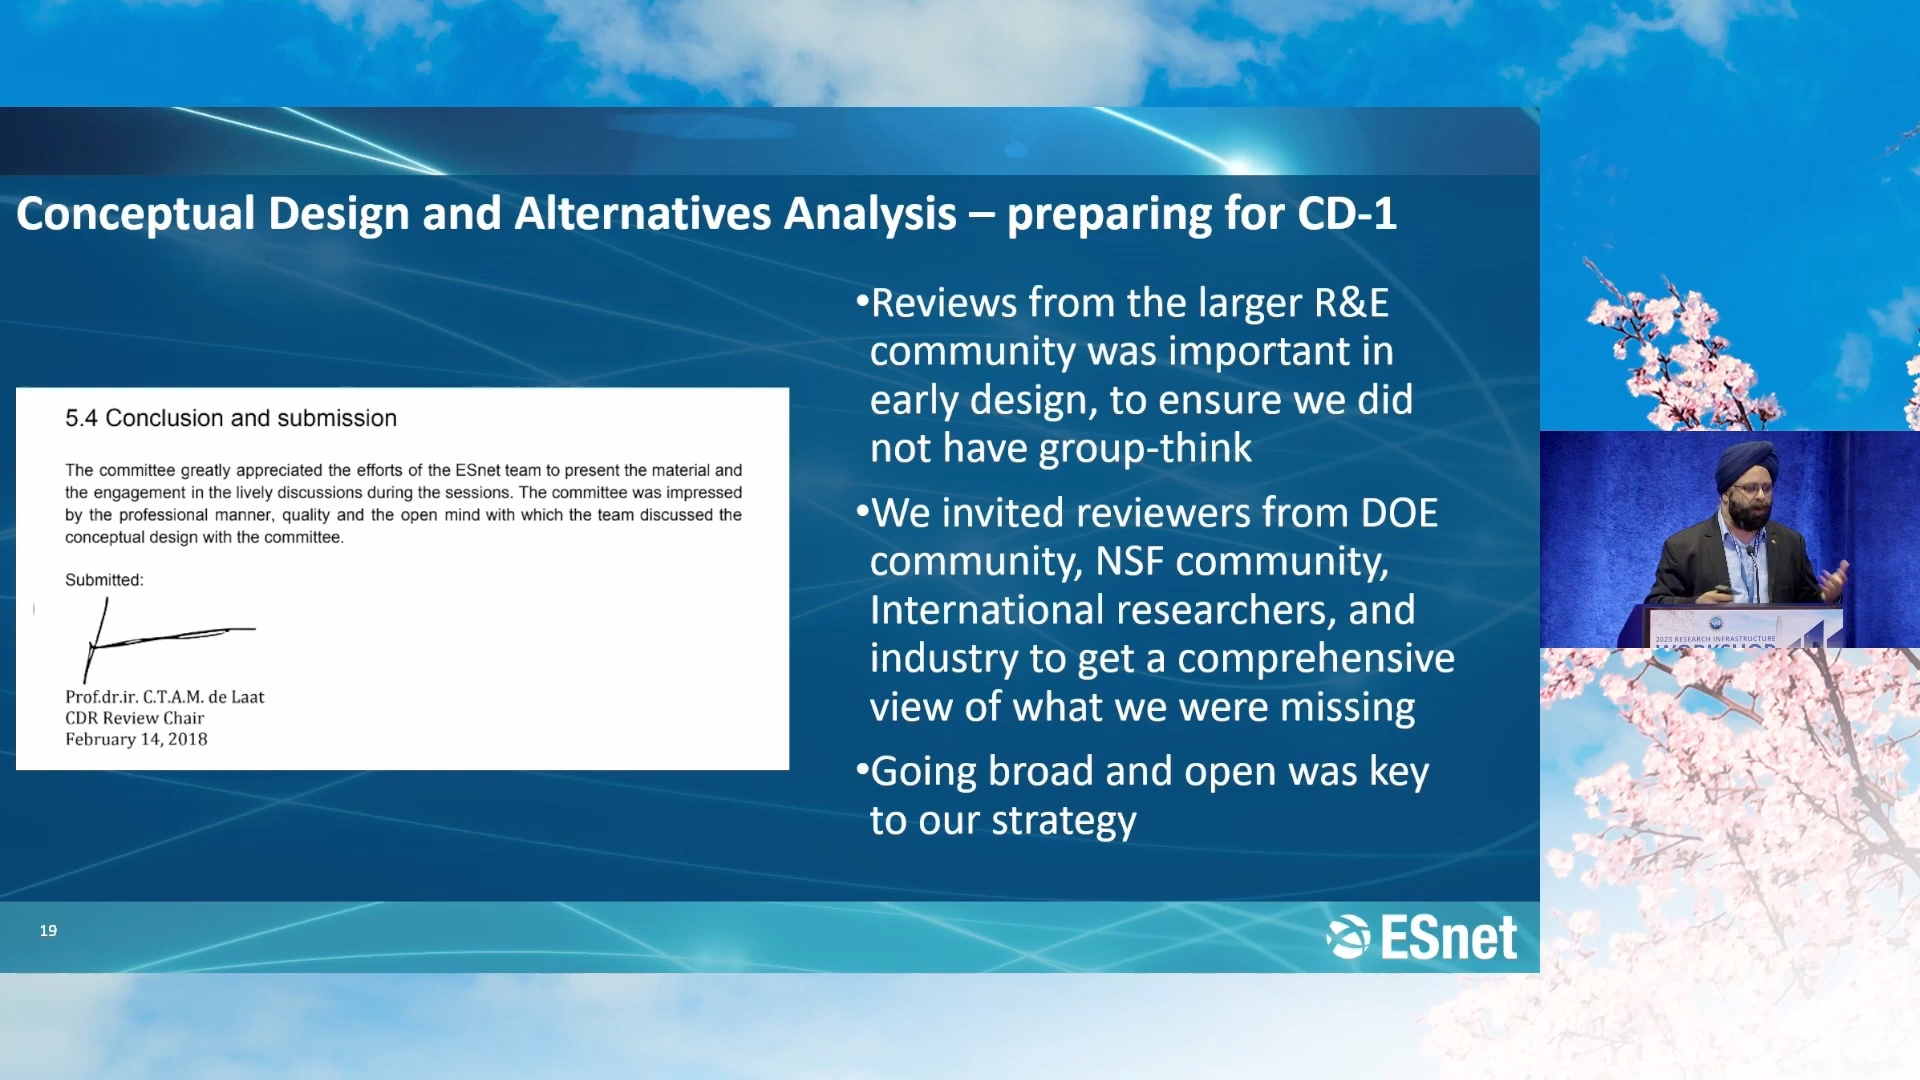 Conceptual Design and Alternatives Analysis – preparing for CD-1
5.4 Conclusion and submission
The committee greatly appreciated the efforts of the ESnet team to present the material and
the engagement in the lively discussions during the sessions. The committee was impressed
by the professional manner, quality and the open mind with which the team discussed the
conceptual design with the committee.
Submitted:
Prof.dr.ir. C.T.A.M. de Laat
CDR Review Chair
February 14, 2018
•Reviews from the larger R&E
community was important in
early design, to ensure we did
not have group-think
•We invited reviewers from DOE
community, NSF community,
International researchers, and
industry to get a comprehensive
view of what we were missing
•Going broad and open was key
to our strategy
2023 RESEARCH INFRASTRUCTURE
WORKSHOP
19
ESnet